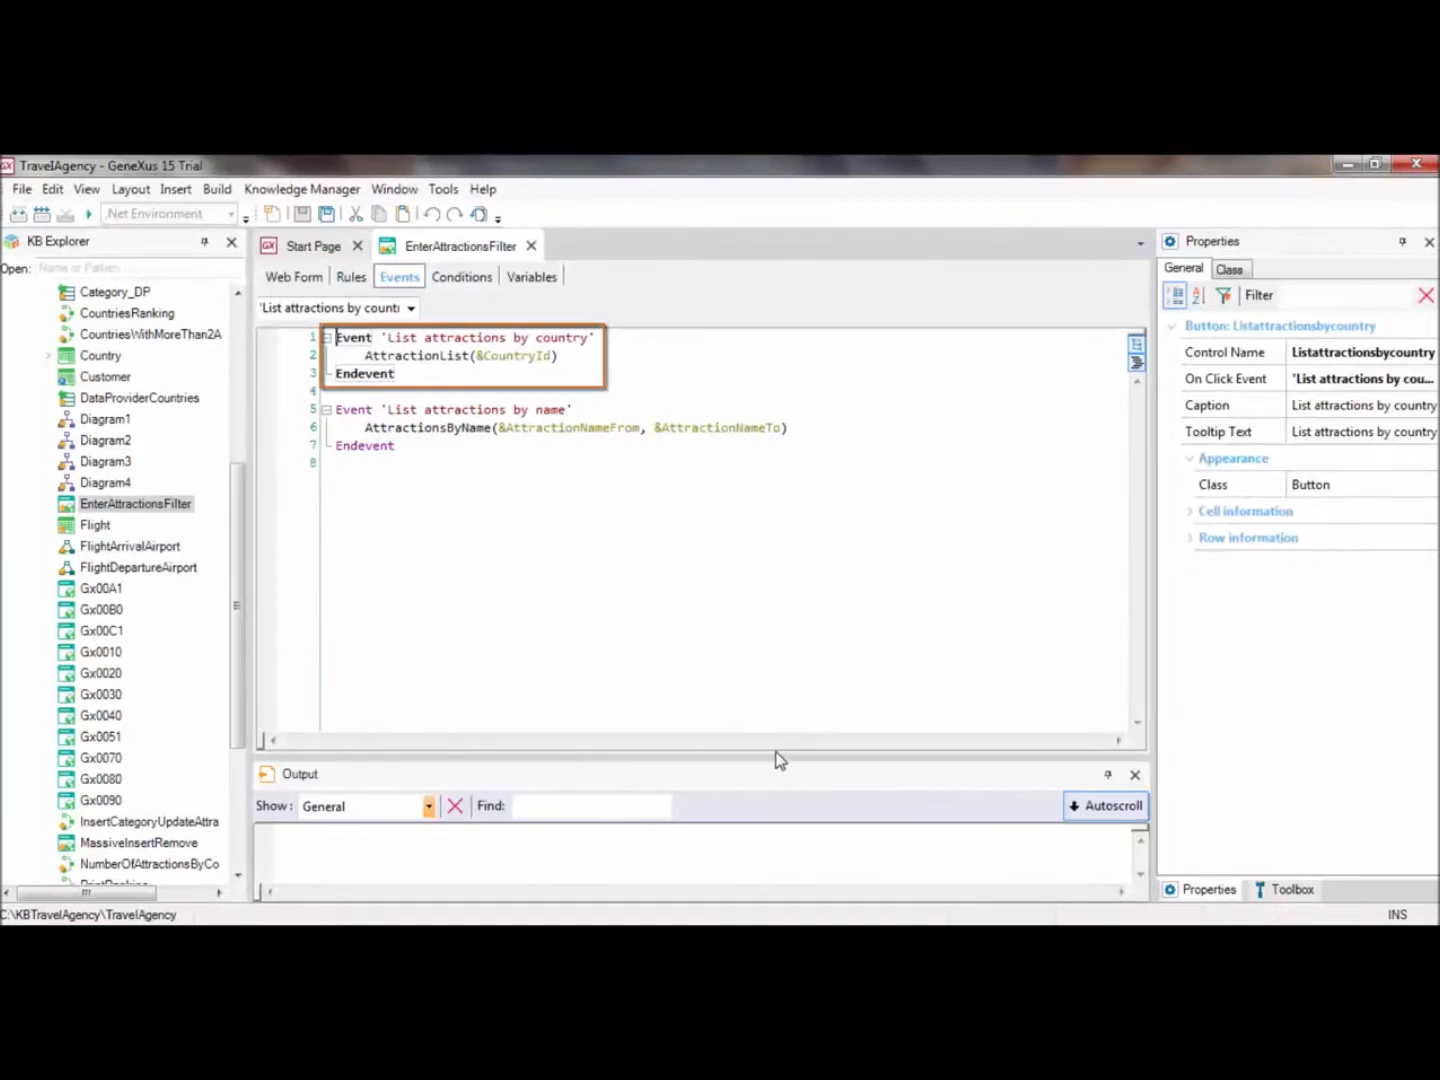 TravelAgency - GeneXus 15 Trial
File Edit View Layout Insert Build Knowledge Manager Window Tools Help
.Net Environment
KB Explorer
Open: Name or Pattern
Category_DP
CountriesRanking
CountriesWithMoreThan2A
Country
Customer
DataProviderCountries
Diagram1
Diagram2
Diagram3
Diagram4
EnterAttractionsFilter
Flight
FlightArrivalAirport
FlightDepartureAirport
Gx00A1
Gx00B0
Gx00C1
Gx0010
Gx0020
Gx0030
Gx0040
Gx0051
Gx0070
Gx0080
Gx0090
InsertCategoryUpdateAttra
MassiveInsertRemove
NumberOfAttractionsByCo
PrintRanking
Start Page EnterAttractionsFilter
Web Form Rules Events Conditions Variables
'List attractions by countr
1 Event 'List attractions by country'
2 AttractionList(&CountryId)
3 Endevent
4
5 Event 'List attractions by name'
6 AttractionsByName(&AttractionNameFrom, &AttractionNameTo)
7 Endevent
8
Output
Show: General Find: Autoscroll
Properties
General Class
Filter
Button: Listattractionsbycountry
Control Name Listattractionsbycountry
On Click Event 'List attractions by cou...
Caption List attractions by country
Tooltip Text List attractions by country
Appearance
Class Button
Cell information
Row information
Properties Toolbox
C:\KBTravelAgency\TravelAgency
INS